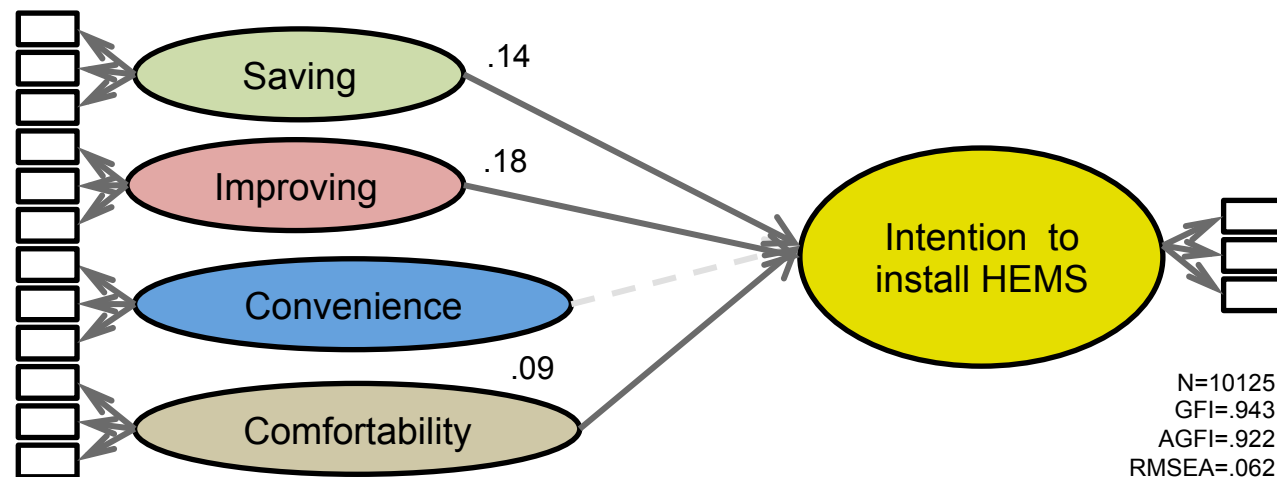 Saving
.14
Improving
.18
Convenience
.09
Comfortability
Intention to
install HEMS
N=10125
GFI=.943
AGFI=.922
RMSEA=.062